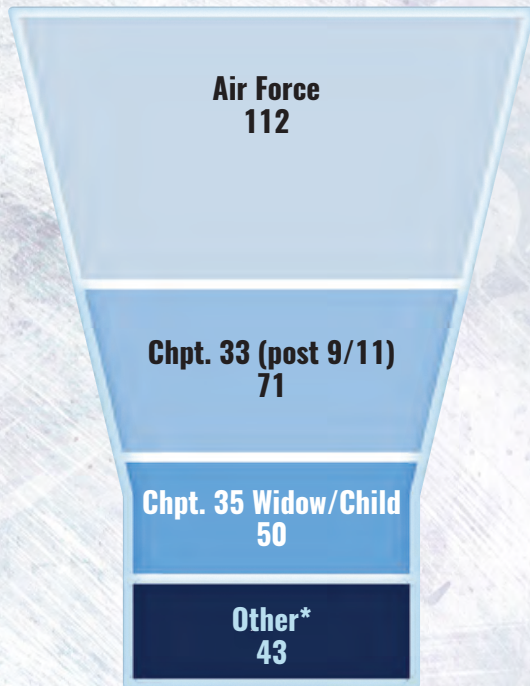 Air Force
112
Chpt. 33 (post 9/11)
71
Chpt. 35 Widow/Child
50
Other*
43